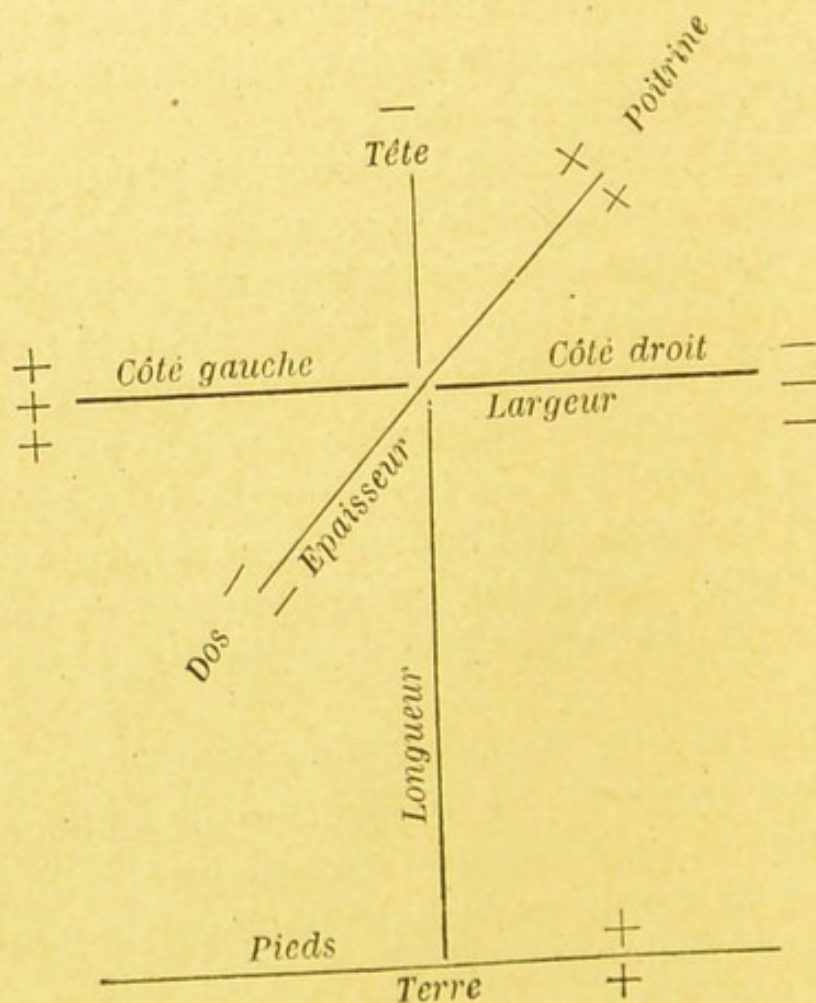 Poitrine
—
Tête
+
+
+
+
+
Côté gauche
Côté droit
—
—
—
Largeur
Epaisseur
—
—
Dos
Longueur
Pieds
+
Terre
+